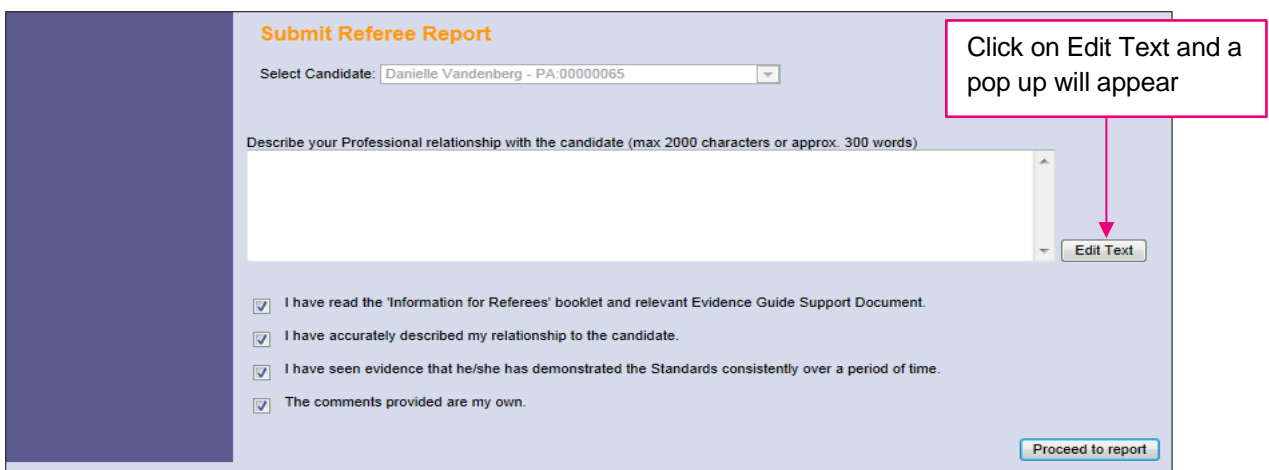 Submit Referee Report
Click on Edit Text and a
pop up will appear
Select Candidate: Danielle Vandenberg - PA:00000065
Describe your Professional relationship with the candidate (max 2000 characters or approx. 300 words)
Edit Text
I have read the 'Information for Referees' booklet and relevant Evidence Guide Support Document.
I have accurately described my relationship to the candidate.
I have seen evidence that he/she has demonstrated the Standards consistently over a period of time.
The comments provided are my own.
Proceed to report